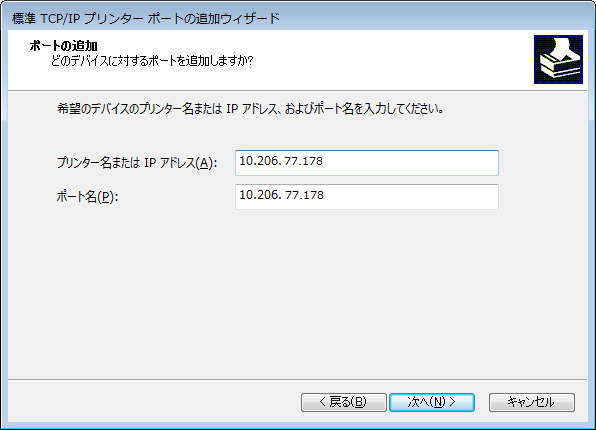 標準 TCP/IP プリンター ポートの追加ウィザード
ポートの追加
どのデバイスに対するポートを追加しますか?
希望のデバイスのプリンター名または IP アドレス、およびポート名を入力してください。
プリンター名または IP アドレス(A): 10.206. 77.178
ポート名(P): 10.206. 77.178
< 戻る(B) 次へ(N) > キャンセル